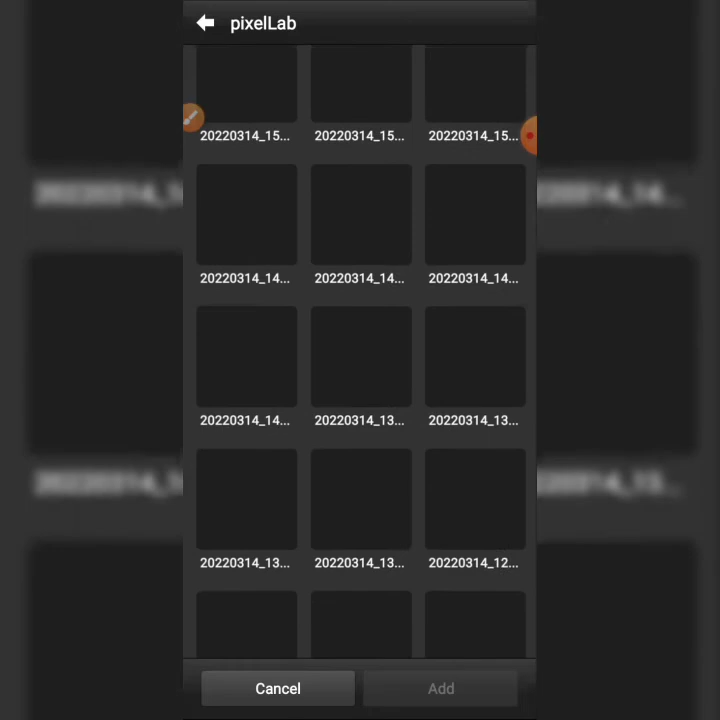 pixelLab
20220314_15... 20220314_15... 20220314_15...
20220314_14... 20220314_14... 20220314_14...
20220314_14... 20220314_13... 20220314_13...
20220314_13... 20220314_13... 20220314_12...
Cancel Add